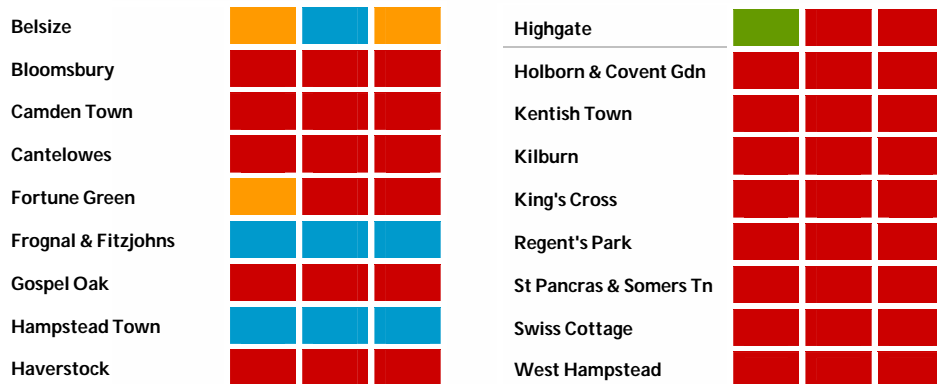 Belsize
Bloomsbury
Camden Town
Cantelowes
Fortune Green
Frognal & Fitzjohns
Gospel Oak
Hampstead Town
Haverstock
Highgate
Holborn & Covent Gdn
Kentish Town
Kilburn
King's Cross
Regent's Park
St Pancras & Somers Tn
Swiss Cottage
West Hampstead